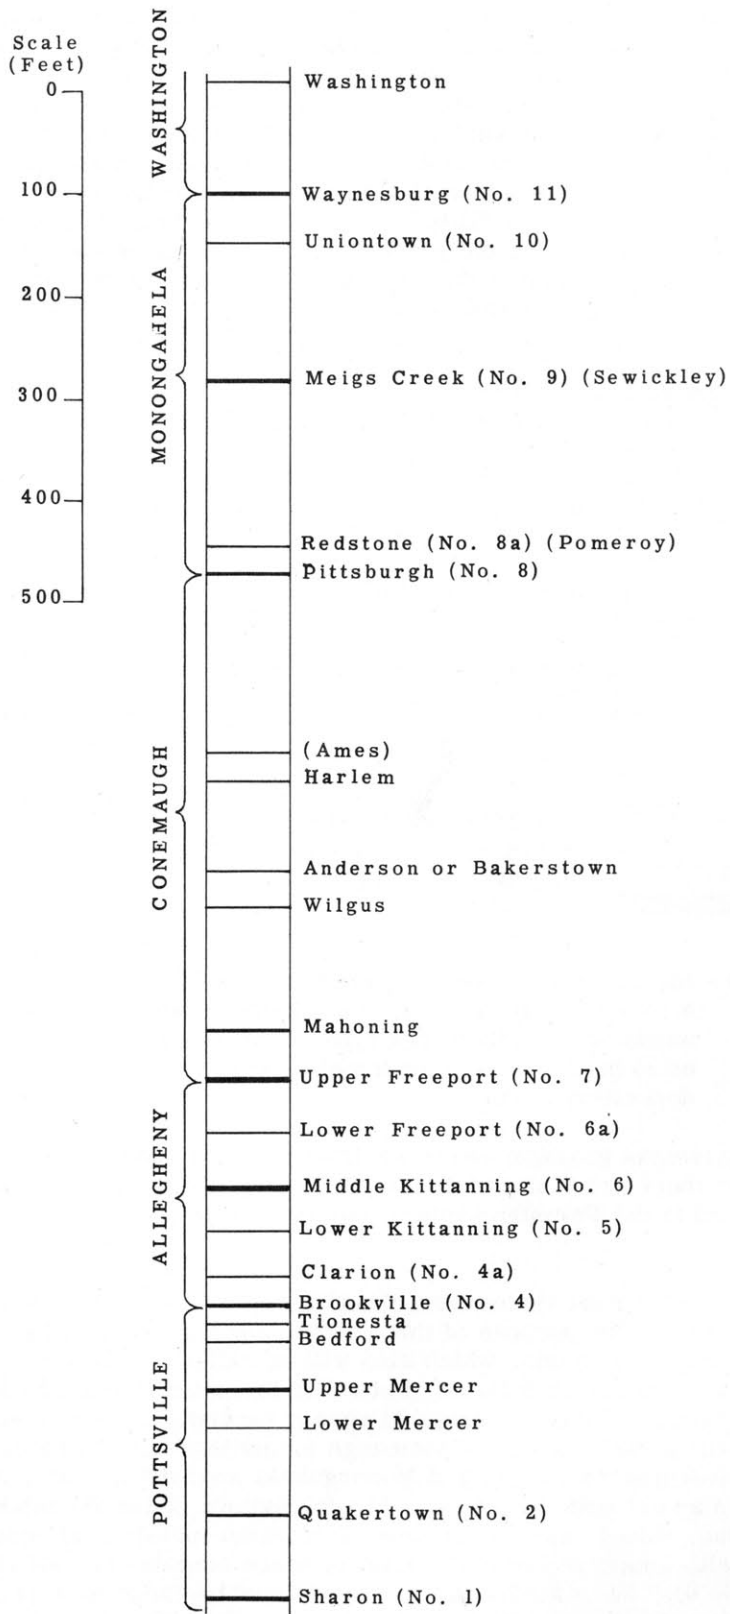 Scale
(Feet)
0
100
200
300
400
500
WASHINGTON
MONONGAHELA
CONEMAUGH
ALLEGHENY
POTTSVILLE
Washington
Waynesburg (No. 11)
Uniontown (No. 10)
Meigs Creek (No. 9) (Sewickley)
Redstone (No. 8a) (Pomeroy)
Pittsburgh (No. 8)
(Ames)
Harlem
Anderson or Bakerstown
Wilgus
Mahoning
Upper Freeport (No. 7)
Lower Freeport (No. 6a)
Middle Kittanning (No. 6)
Lower Kittanning (No. 5)
Clarion (No. 4a)
Brookville (No. 4)
Tionesta
Bedford
Upper Mercer
Lower Mercer
Quakertown (No. 2)
Sharon (No. 1)